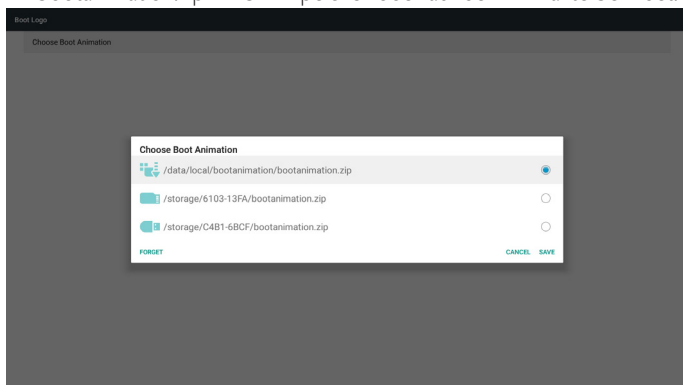 Boot Logo
Choose Boot Animation
Choose Boot Animation
/data/local/bootanimation/bootanimation.zip
/storage/6103-13FA/bootanimation.zip
/storage/C4B1-6BCF/bootanimation.zip
FORGET
CANCEL SAVE